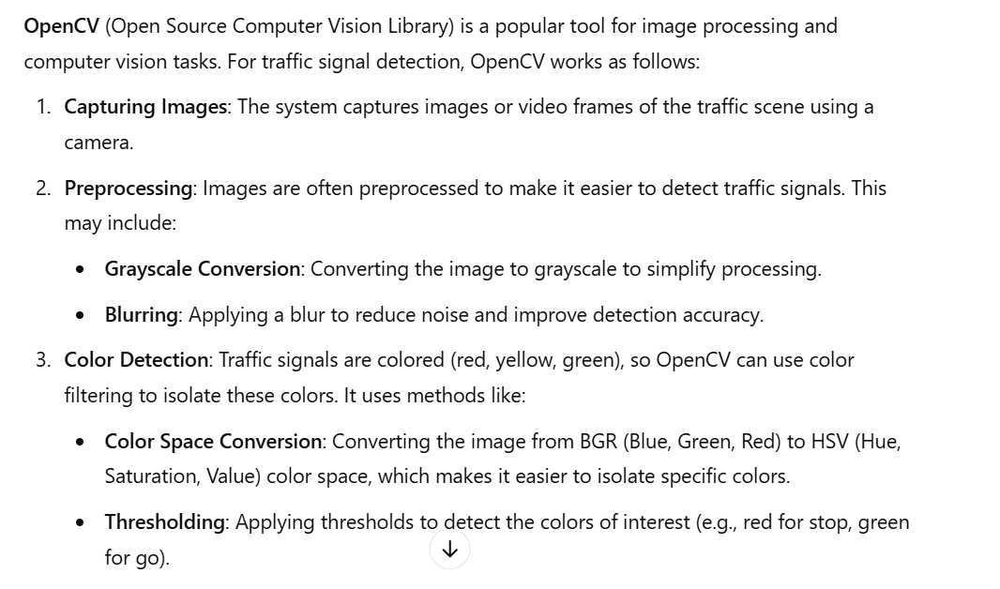 OpenCV (Open Source Computer Vision Library) is a popular tool for image processing and
computer vision tasks. For traffic signal detection, OpenCV works as follows:
1. Capturing Images: The system captures images or video frames of the traffic scene using a
camera.
2. Preprocessing: Images are often preprocessed to make it easier to detect traffic signals. This
may include:
• Grayscale Conversion: Converting the image to grayscale to simplify processing.
• Blurring: Applying a blur to reduce noise and improve detection accuracy.
3. Color Detection: Traffic signals are colored (red, yellow, green), so OpenCV can use color
filtering to isolate these colors. It uses methods like:
• Color Space Conversion: Converting the image from BGR (Blue, Green, Red) to HSV (Hue,
Saturation, Value) color space, which makes it easier to isolate specific colors.
• Thresholding: Applying thresholds to detect the colors of interest (e.g., red for stop, green
for go).